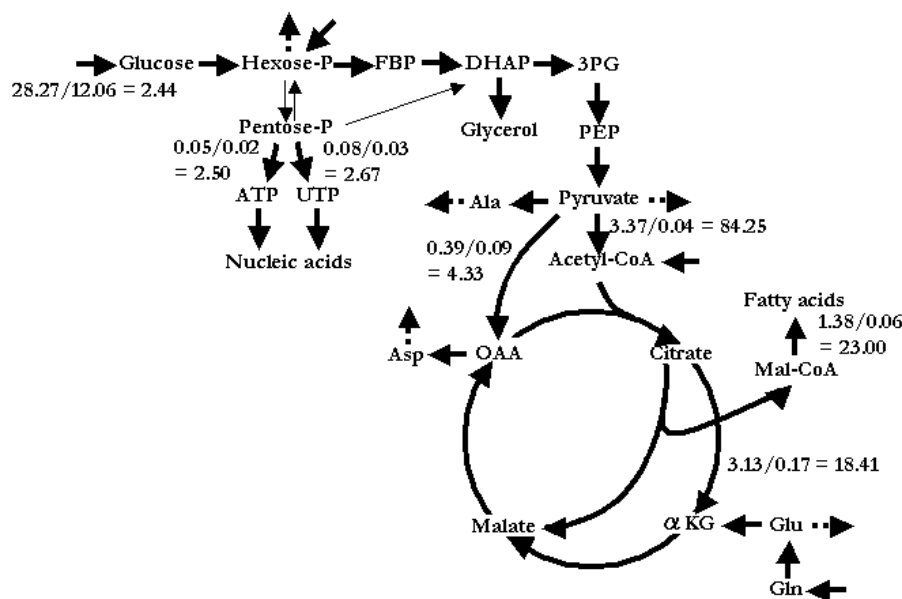 Glucose
Hexose-P
FBP
DHAP
3PG
28.27/12.06 = 2.44
Pentose-P
Glycerol
PEP
0.05/0.02
= 2.50
0.08/0.03
= 2.67
ATP
UTP
Nucleic acids
Ala
Pyruvate
3.37/0.04 = 84.25
0.39/0.09
= 4.33
Acetyl-CoA
Fatty acids
1.38/0.06
= 23.00
Asp
OAA
Citrate
Mal-CoA
3.13/0.17 = 18.41
Malate
α KG
Glu
Gln